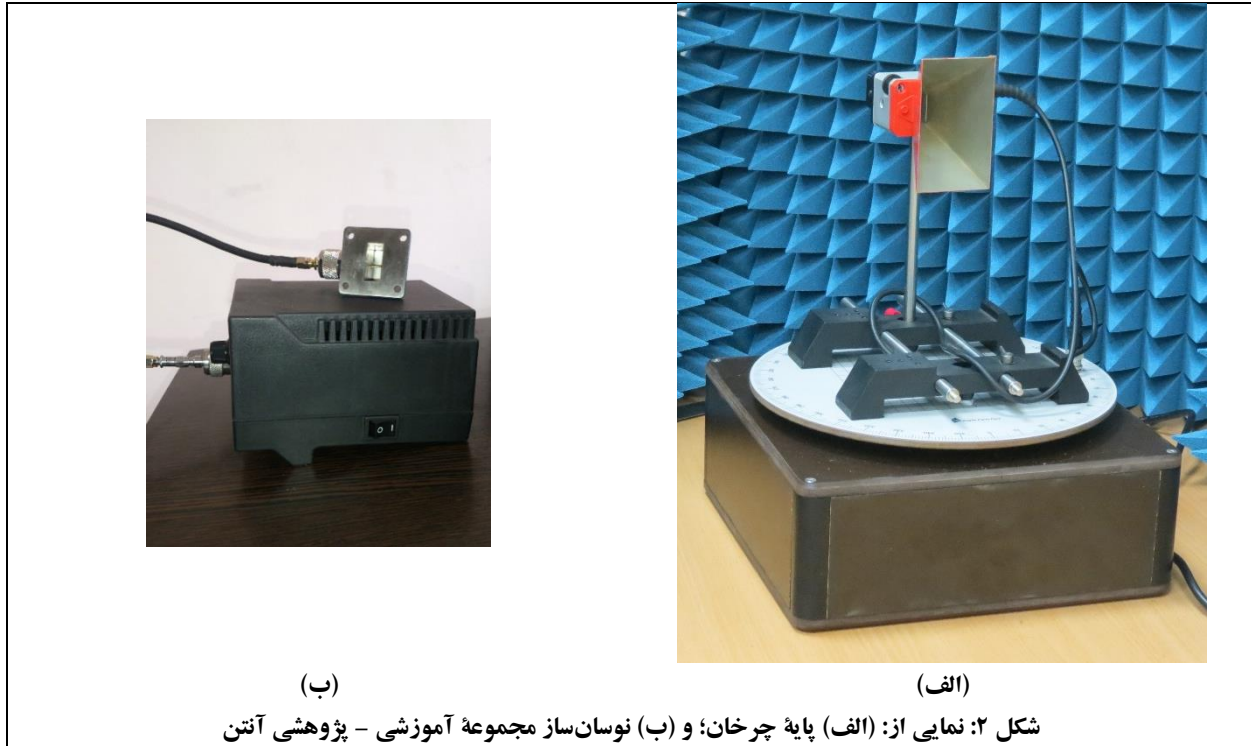 (الف)
(ب)
شکل ۲: نمایی از: (الف) پایهٔ چرخان؛ و (ب) نوسان‌ساز مجموعهٔ آموزشی - پژوهشی آنتن